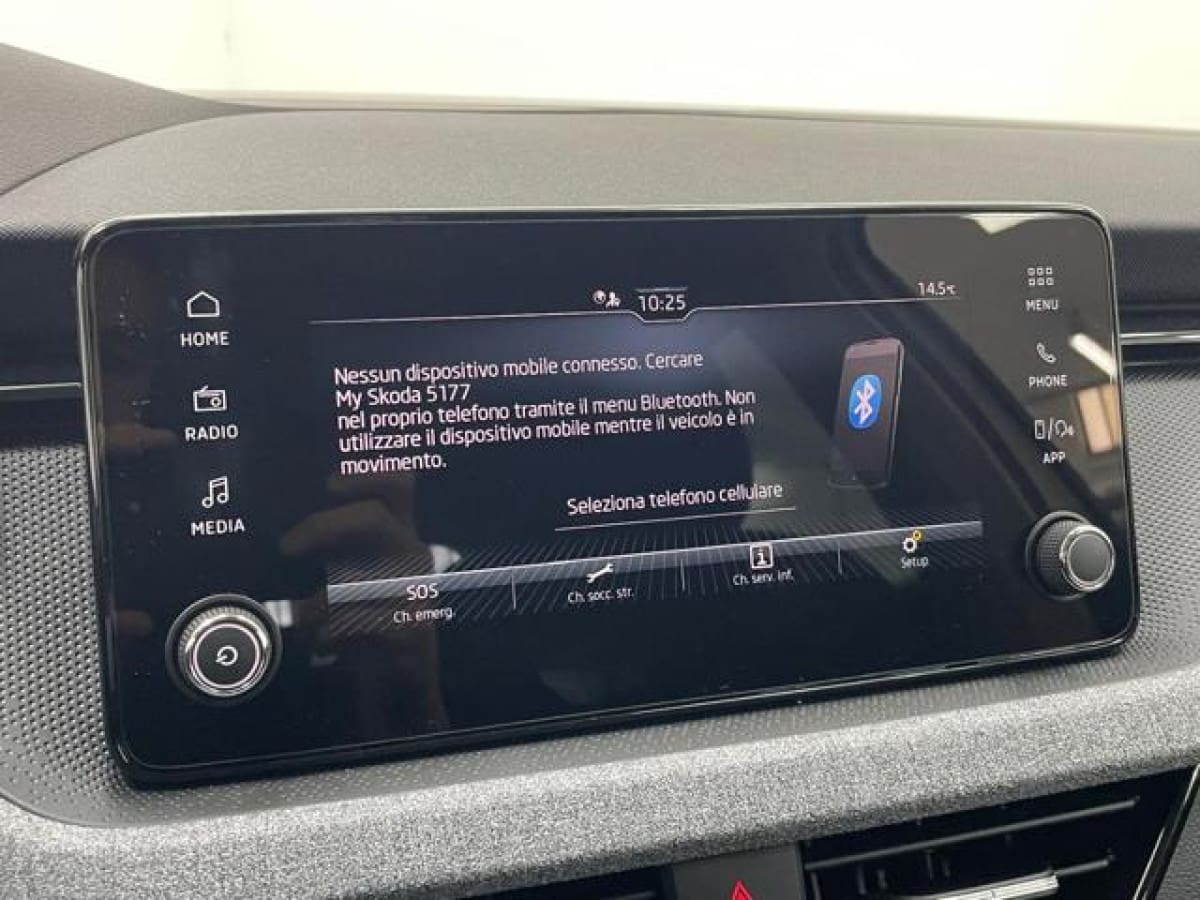 10:25
14.5°C
HOME
RADIO
MEDIA
Nessun dispositivo mobile connesso. Cercare
My Skoda 5177
nel proprio telefono tramite il menu Bluetooth. Non
utilizzare il dispositivo mobile mentre il veicolo è in
movimento.
Seleziona telefono cellulare
SOS
Ch. emerg.
Ch. socc. str.
i
Ch. serv. inf.
Setup
MENU
PHONE
APP